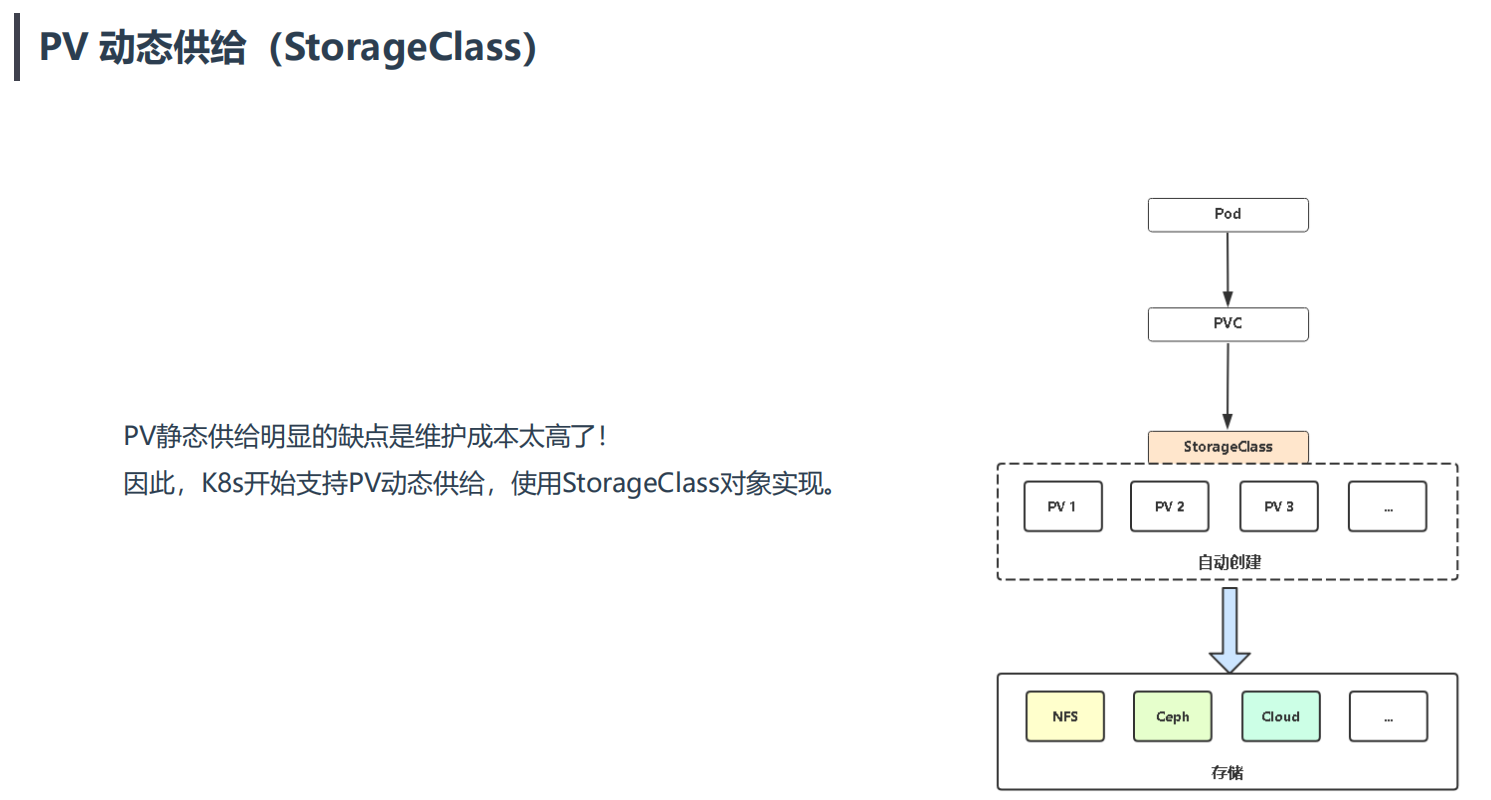 PV 动态供给（StorageClass）
PV静态供给明显的缺点是维护成本太高了！
因此，K8s开始支持PV动态供给，使用StorageClass对象实现。
Pod
PVC
StorageClass
PV 1 PV 2 PV 3 ...
自动创建
NFS Ceph Cloud ...
存储